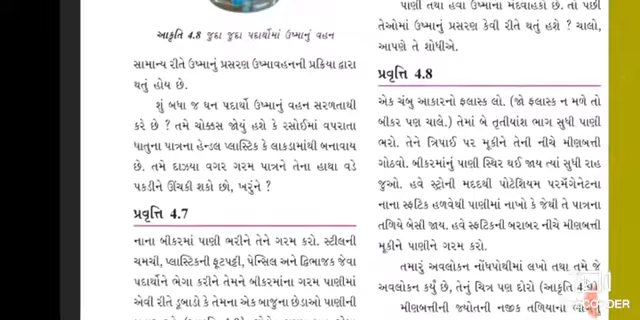 આકૃતિ 4.8 જુદા જુદા પદાર્થોમાં ઉષ્માનું વહન
સામાન્ય રીતે ઉષ્માનું પ્રસરણ ઉષ્માવહનની પ્રક્રિયા દ્વારા
થતું હોય છે.
શું બધા જ ઘન પદાર્થો ઉષ્માનું વહન સરળતાથી
કરે છે ? તમે ચોક્કસ જોયું હશે કે રસોઈમાં વપરાતા
ધાતુના પાત્રના હેન્ડલ પ્લાસ્ટિક કે લાકડામાંથી બનાવાય
છે. તમે દાઝ્યા વગર ગરમ પાત્રને તેના હાથા વડે
પકડીને ઊંચકી શકો છો, ખરુંને ?
પ્રવૃત્તિ 4.7
નાના બીકરમાં પાણી ભરીને તેને ગરમ કરો. સ્ટીલની
ચમચી, પ્લાસ્ટિકની ફૂટપટ્ટી, પેન્સિલ અને દ્વિભાજક જેવા
પદાર્થોને ભેગા કરીને તેમને બીકરમાંના ગરમ પાણીમાં
એવી રીતે ડૂબાડો કે તેમના એક બાજુના છેડાઓ પાણીની
પાણી તથા હવા ઉષ્માના મંદવાહકો છે. તો પછી
તેઓમાં ઉષ્માનું પ્રસરણ કેવી રીતે થતું હશે ? ચાલો,
આપણે તે શોધીએ.
પ્રવૃત્તિ 4.8
એક ચંબુ આકારનો ફ્લાસ્ક લો. (જો ફ્લાસ્ક ન મળે તો
બીકર પણ ચાલે.) તેમાં બે તૃતીયાંશ ભાગ સુધી પાણી
ભરો. તેને ત્રિપાઈ પર મૂકીને તેની નીચે મીણબત્તી
ગોઠવો. બીકરમાંનું પાણી સ્થિર થઈ જાય ત્યાં સુધી રાહ
જુઓ. હવે સ્ટ્રોની મદદથી પોટેશિયમ પરમેંગેનેટના
નાના સ્ફટિક હળવેથી પાણીમાં નાખો કે જેથી તે પાત્રના
તળિયે બેસી જાય. હવે સ્ફટિકની બરાબર નીચે મીણબત્તી
મૂકીને પાણીને ગરમ કરો.
તમારું અવલોકન નોંધપોથીમાં લખો તથા તમે જે
અવલોકન કર્યું છે, તેનું ચિત્ર પણ દોરો (આકૃતિ 4.9)
મીણબત્તીની જ્યોતની નજીક તળિયાના